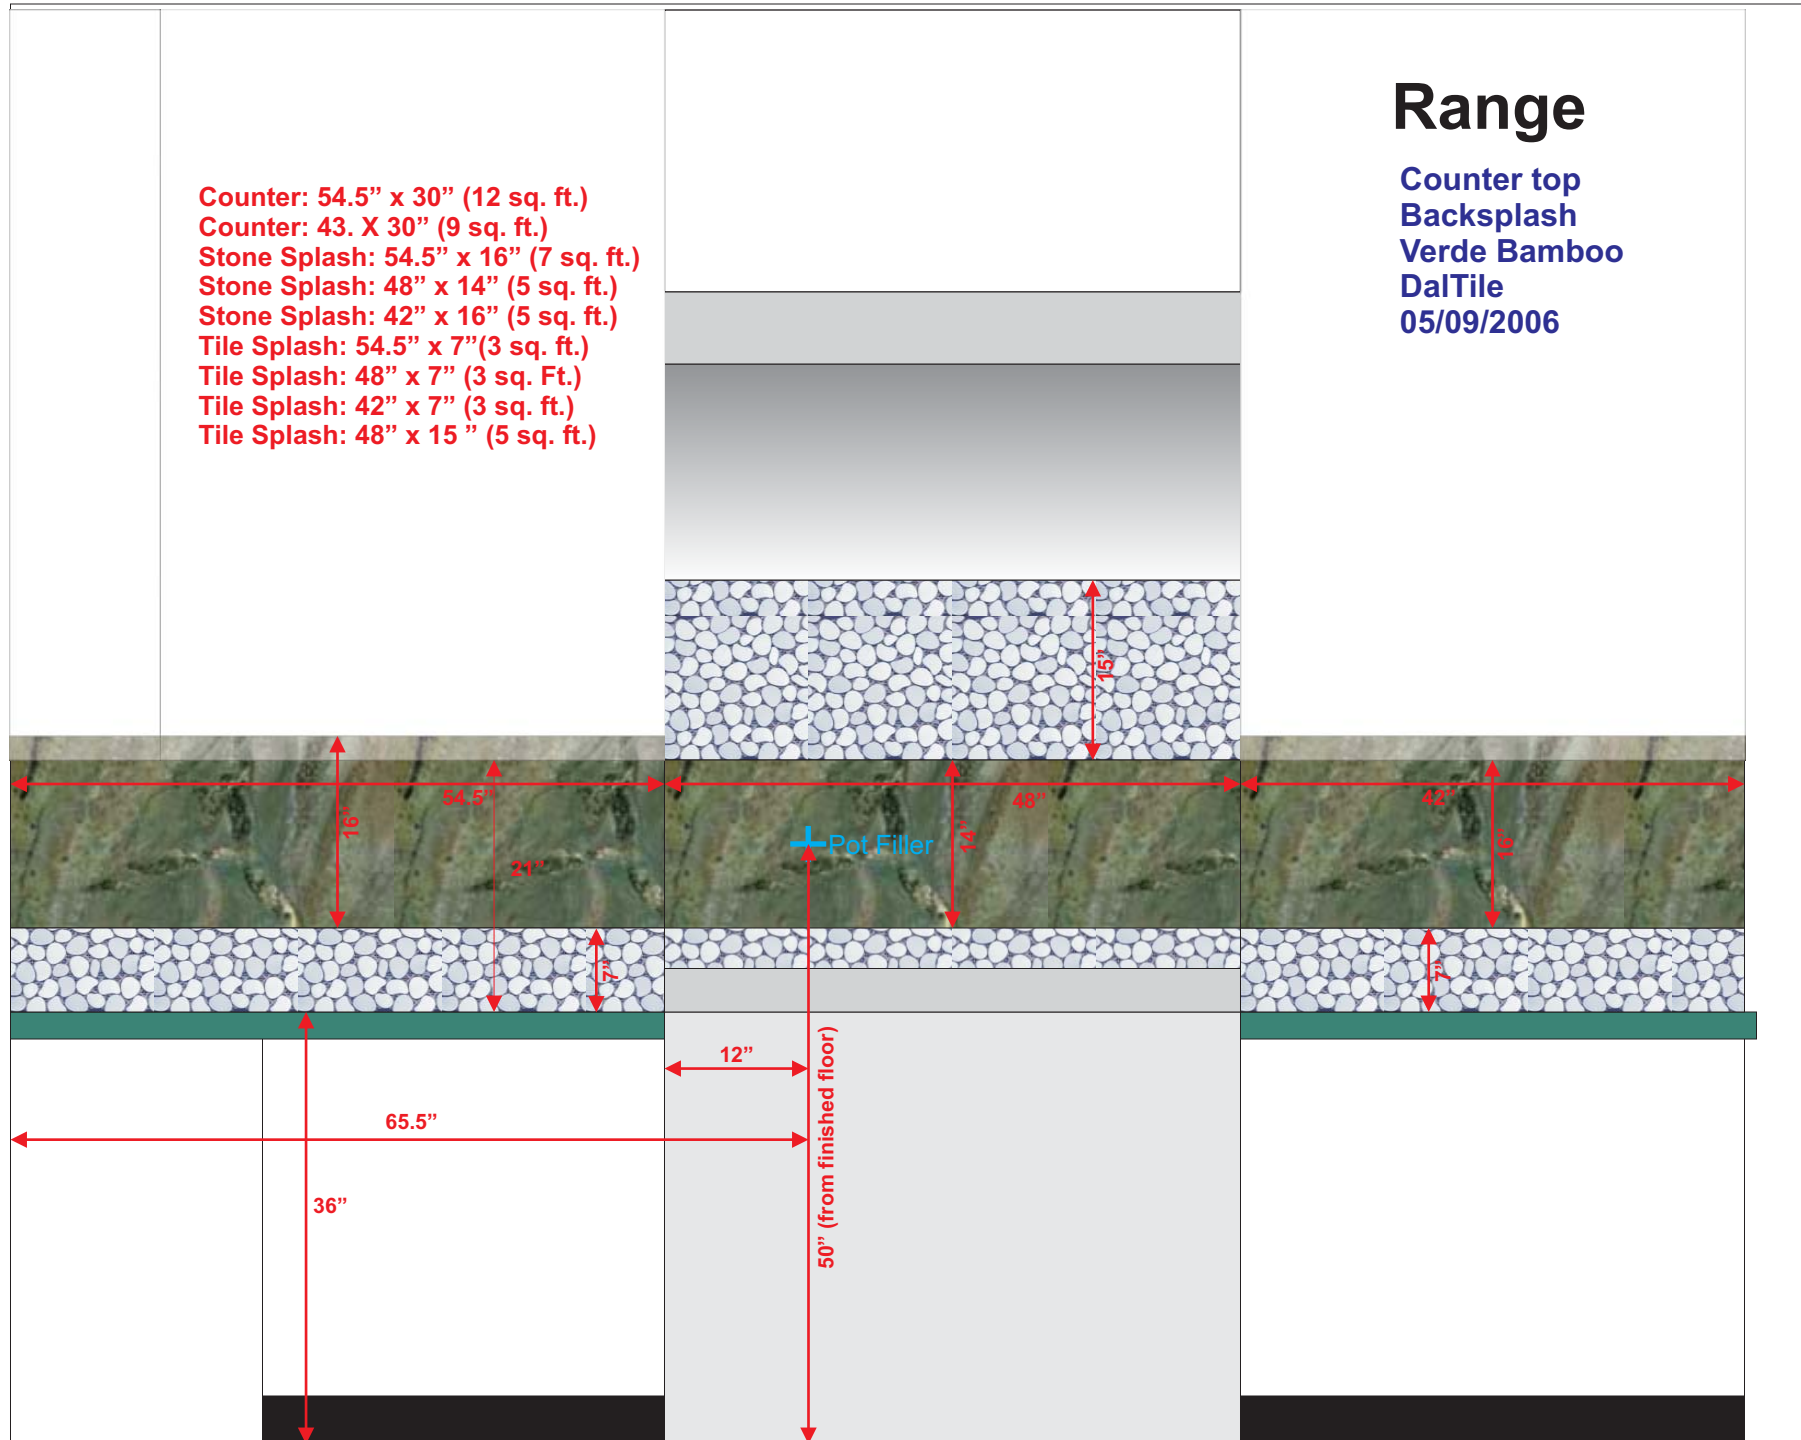 Range
Counter top
Backsplash
Verde Bamboo
DalTile
05/09/2006
Counter: 54.5” x 30” (12 sq. ft.)
Counter: 43. X 30” (9 sq. ft.)
Stone Splash: 54.5” x 16” (7 sq. ft.)
Stone Splash: 48” x 14” (5 sq. ft.)
Stone Splash: 42” x 16” (5 sq. ft.)
Tile Splash: 54.5” x 7”(3 sq. ft.)
Tile Splash: 48” x 7” (3 sq. Ft.)
Tile Splash: 42” x 7” (3 sq. ft.)
Tile Splash: 48” x 15 ” (5 sq. ft.)
15”
54.5”
48”
42”
16”
Pot Filler
14”
16”
21”
7”
7”
12”
65.5”
50” (from finished floor)
36”